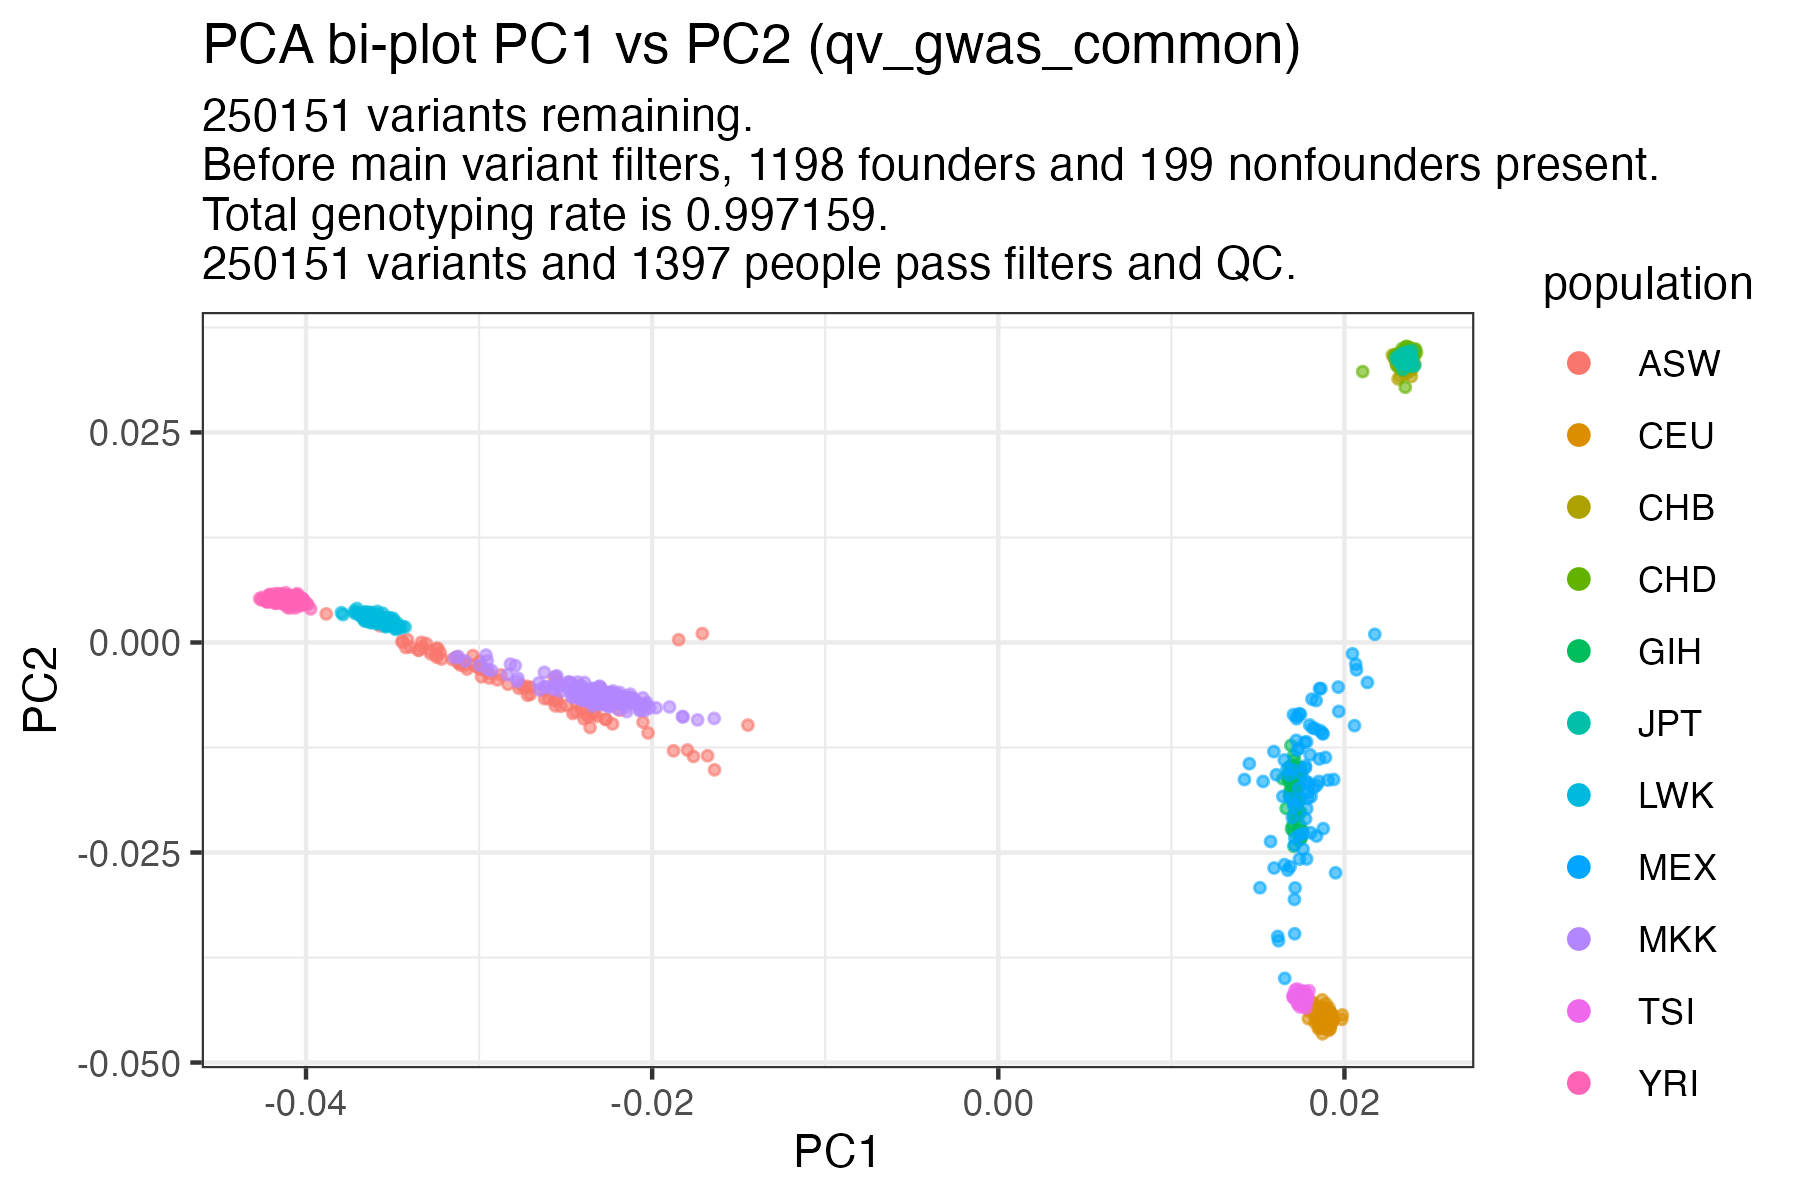 PCA bi-plot PC1 vs PC2 (qv_gwas_common)
250151 variants remaining.
Before main variant filters, 1198 founders and 199 nonfounders present.
Total genotyping rate is 0.997159.
250151 variants and 1397 people pass filters and QC.
population
ASW
CEU
CHB
CHD
GIH
JPT
LWK
MEX
MKK
TSI
YRI
PC2
0.025
0.000
-0.025
-0.050
-0.04
-0.02
0.00
0.02
PC1